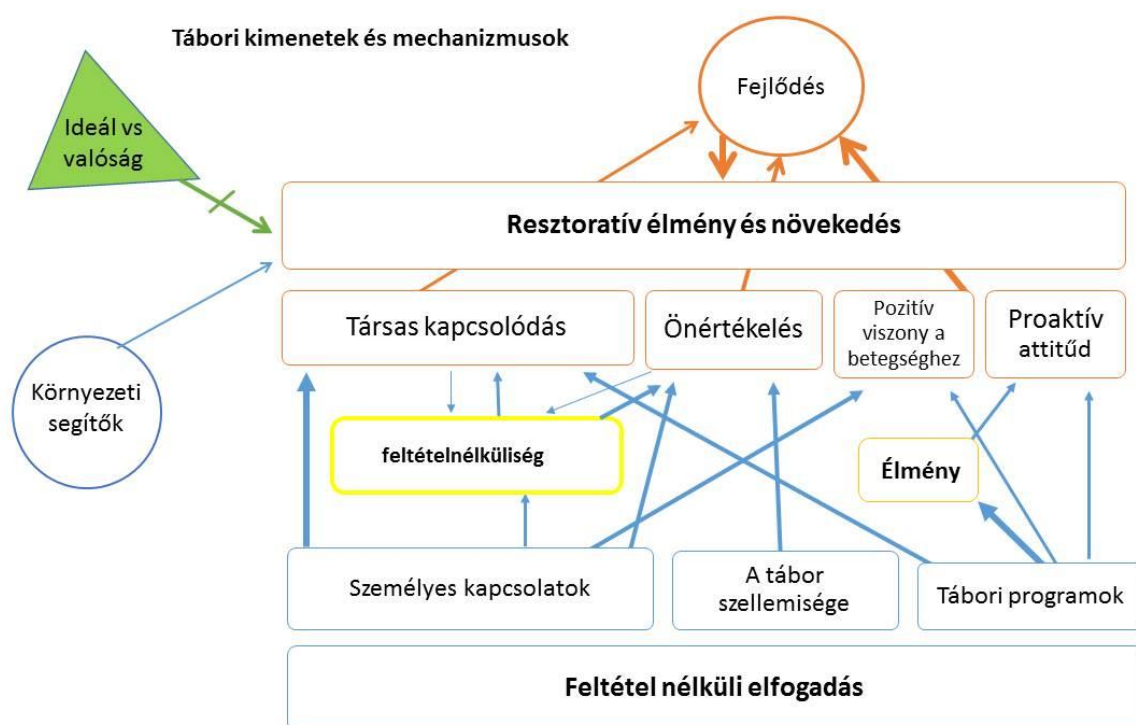 Tábori kimenetek és mechanizmusok
Fejlődés
Ideál vs
valóság
Resztoratív élmény és növekedés
Környezeti
segítők
Társas kapcsolódás
Önértékelés
Pozitív
viszony a
betegséghez
Proaktív
attitűd
feltételnélküliség
Élmény
Személyes kapcsolatok
A tábor
szellemisége
Tábori programok
Feltétel nélküli elfogadás